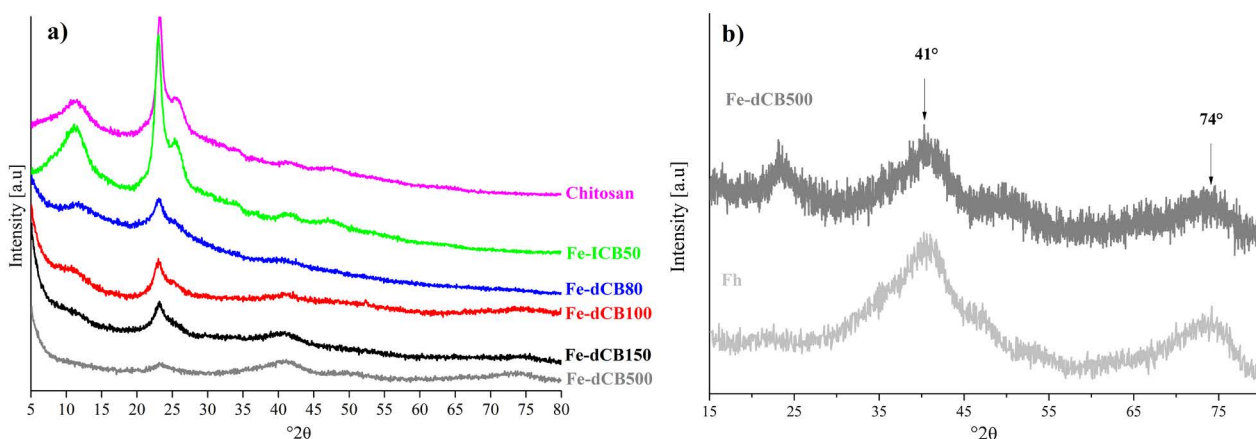 a)
Intensity [a.u]
Chitosan
Fe-ICB50
Fe-dCB80
Fe-dCB100
Fe-dCB150
Fe-dCB500
5 10 15 20 25 30 35 40 45 50 55 60 65 70 75 80
°2θ
b)
Intensity [a.u]
41°
Fe-dCB500
74°
Fh
15 25 35 45 55 65 75
°2θ